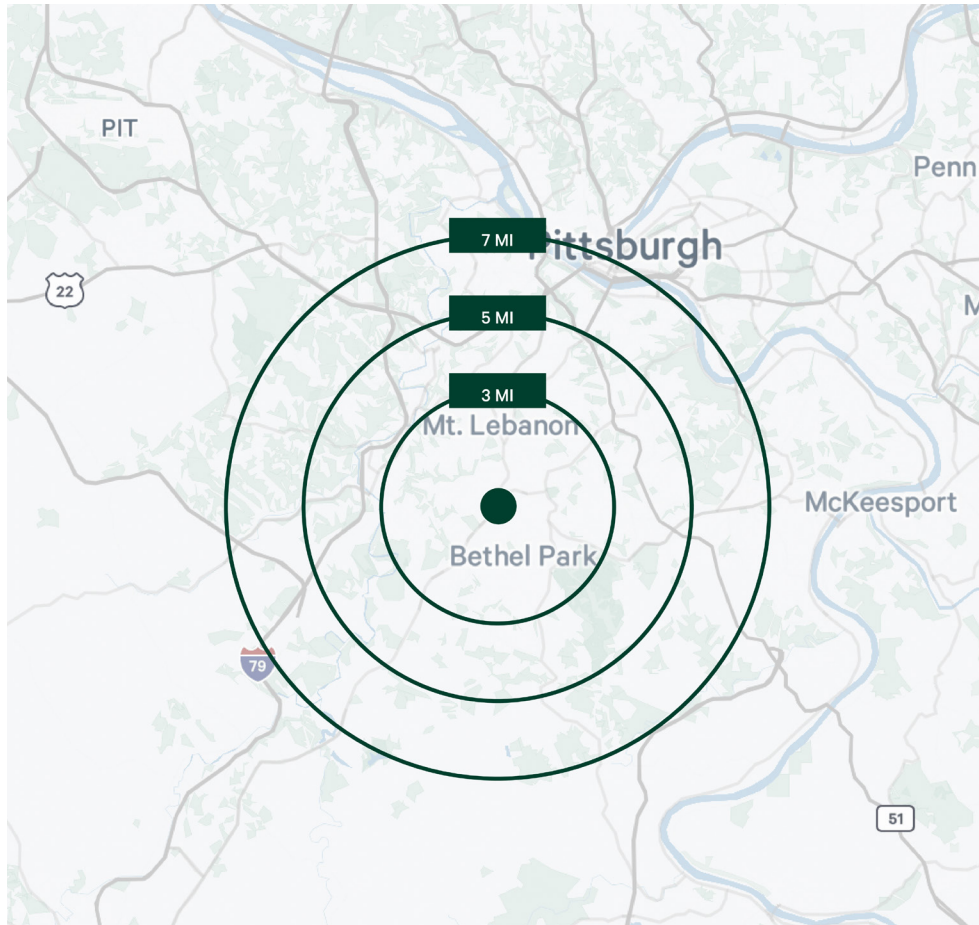 PIT
Penn
7 MI
Pittsburgh
22
5 MI
M
3 MI
Mt. Lebanon
McKeesport
Bethel Park
79
51